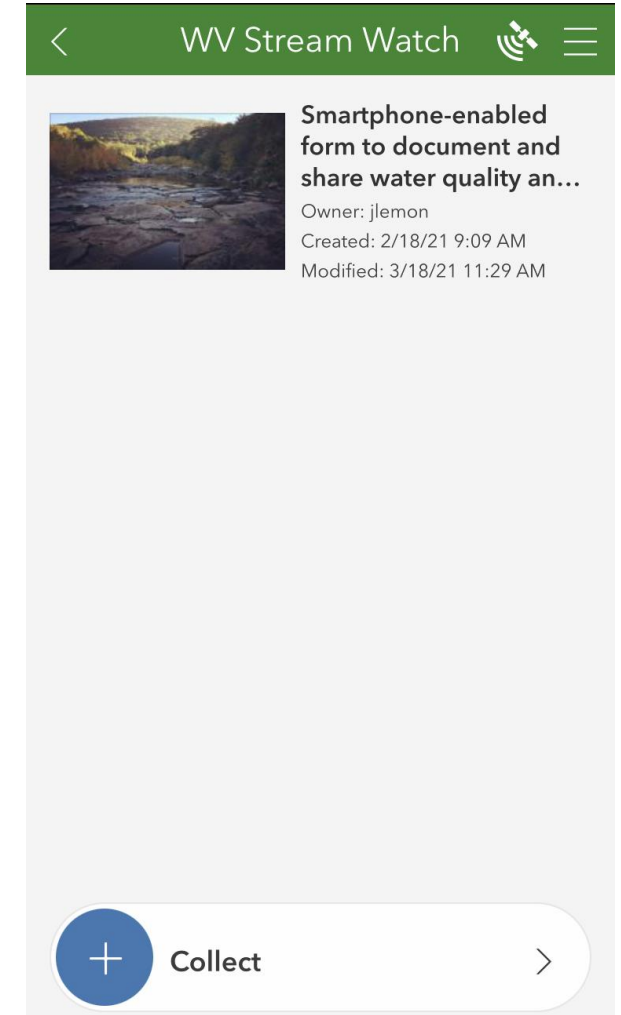 WV Stream Watch
Smartphone-enabled
form to document and
share water quality an...
Owner: jlemon
Created: 2/18/21 9:09 AM
Modified: 3/18/21 11:29 AM
Collect